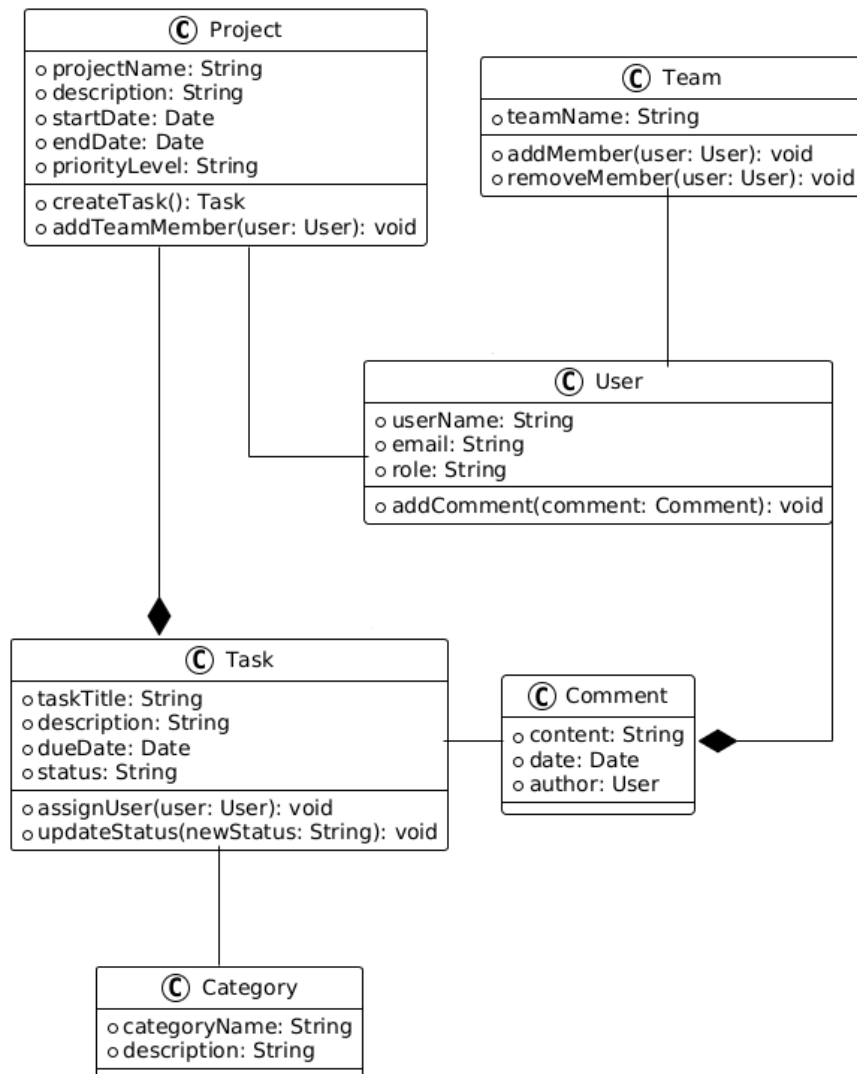 C Project
projectName: String
description: String
startDate: Date
endDate: Date
priorityLevel: String
createTask(): Task
addTeamMember(user: User): void
C Team
teamName: String
addMember(user: User): void
removeMember(user: User): void
C User
userName: String
email: String
role: String
addComment(comment: Comment): void
C Task
taskTitle: String
description: String
dueDate: Date
status: String
assignUser(user: User): void
updateStatus(newStatus: String): void
C Comment
content: String
date: Date
author: User
C Category
categoryName: String
description: String